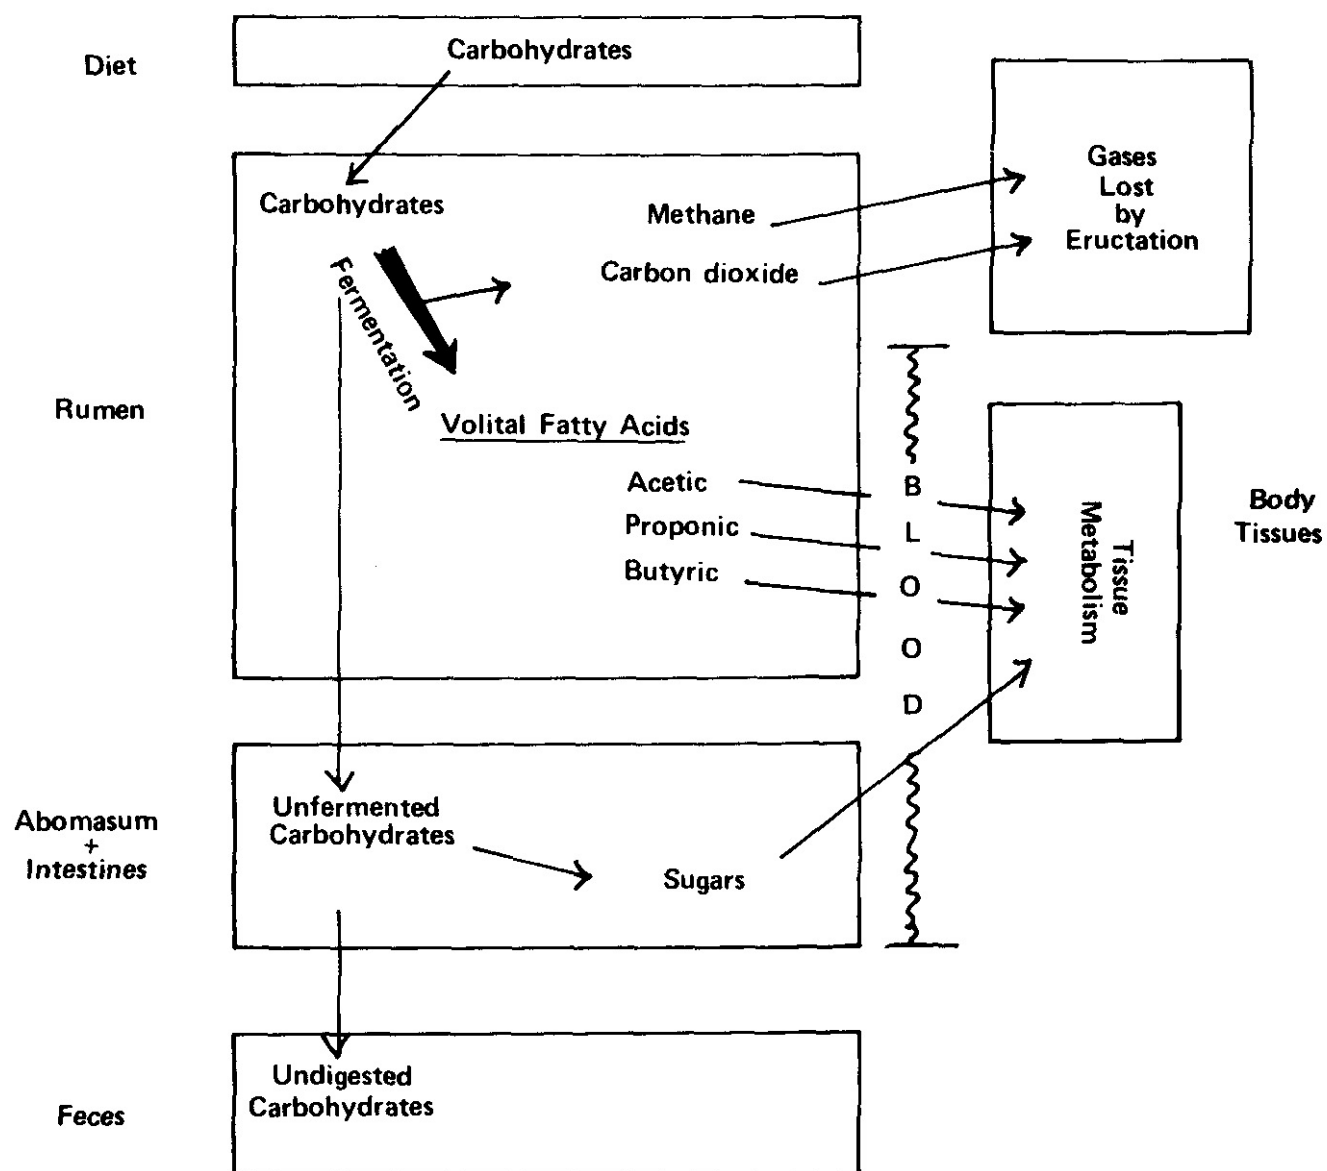 Diet
Carbohydrates
Gases
Lost
by
Eructation
Rumen
Carbohydrates
Fermentation
Methane
Carbon dioxide
Volital Fatty Acids
Acetic
Proponic
Butyric
B
L
O
O
D
Tissue
Metabolism
Body
Tissues
Abomasum
+
Intestines
Unfermented
Carbohydrates
Sugars
Feces
Undigested
Carbohydrates